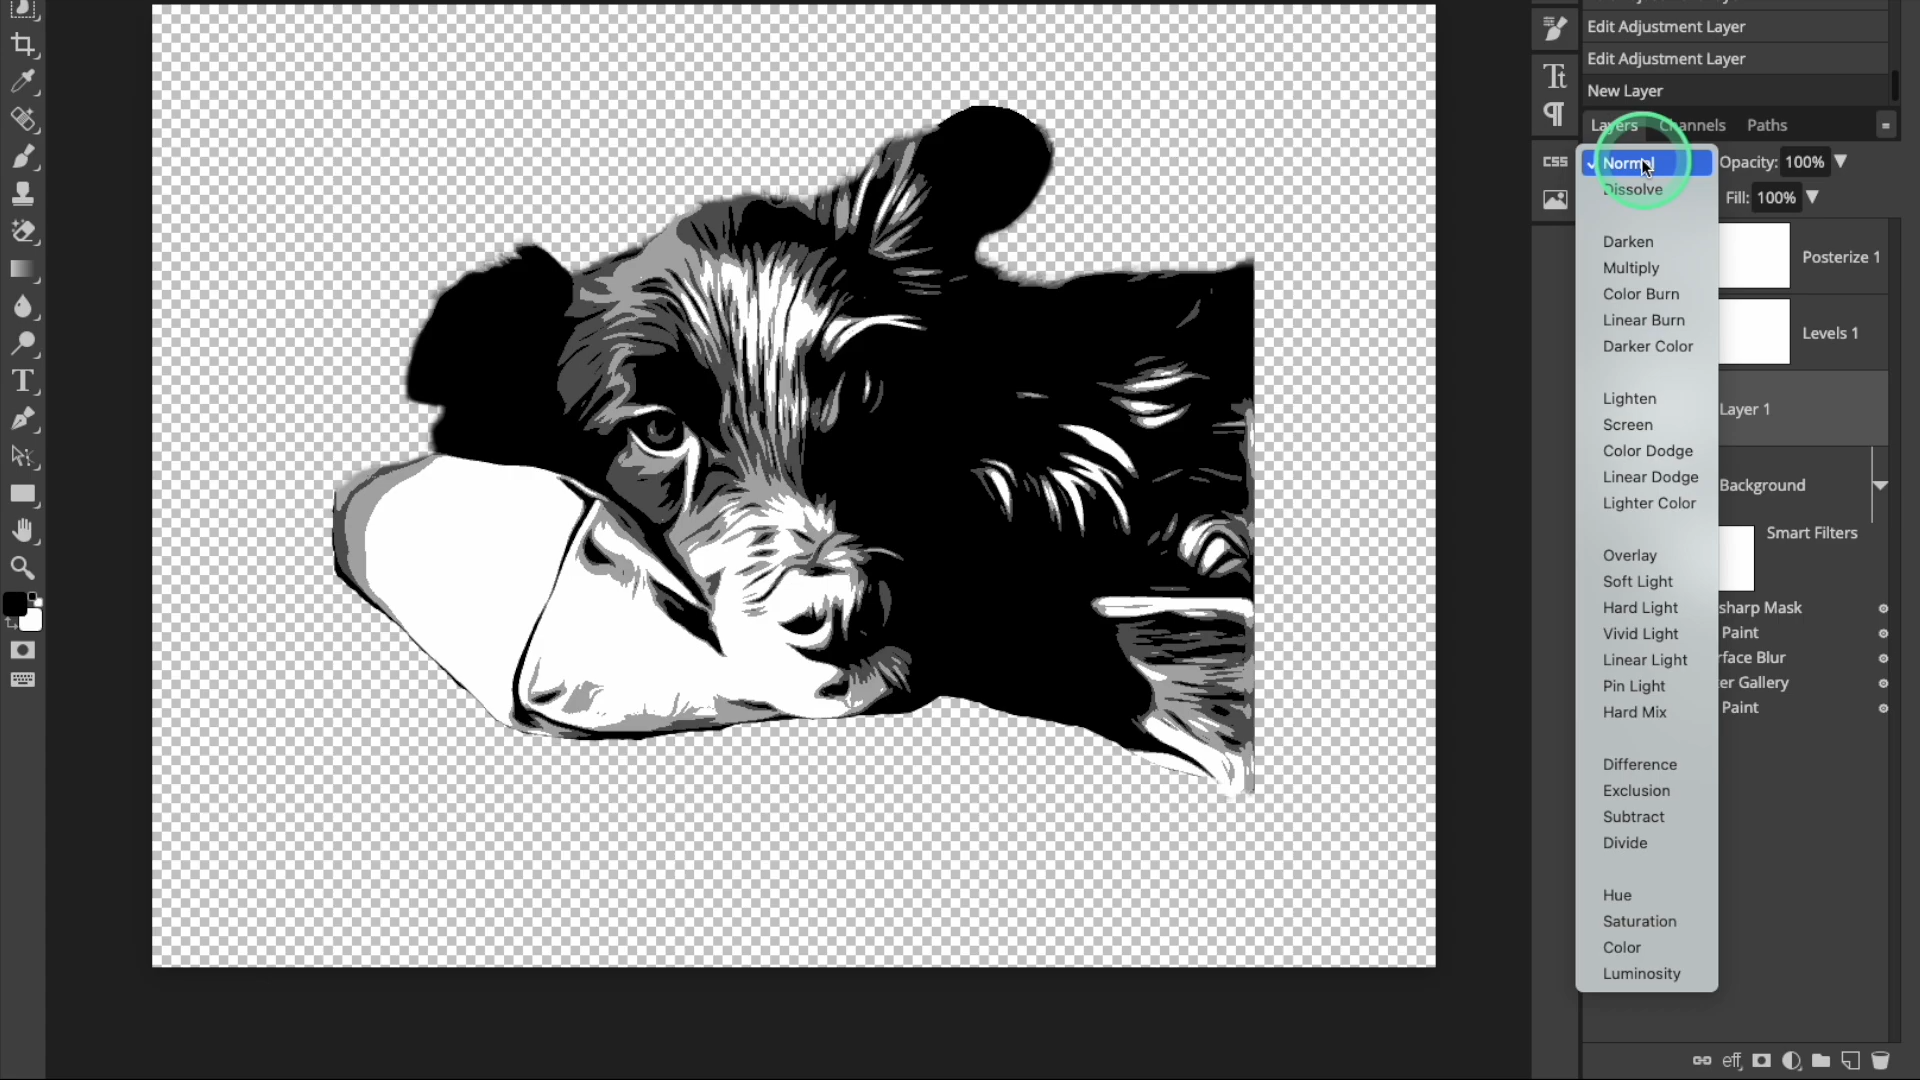 Edit Adjustment Layer
Edit Adjustment Layer
New Layer
Layers Channels Paths
CSS
Normal
Opacity: 100%
Dissolve
Fill: 100%
Darken
Multiply
Color Burn
Linear Burn
Darker Color
Lighten
Screen
Color Dodge
Linear Dodge
Lighter Color
Overlay
Soft Light
Hard Light
Vivid Light
Linear Light
Pin Light
Hard Mix
Difference
Exclusion
Subtract
Divide
Hue
Saturation
Color
Luminosity
Posterize 1
Levels 1
Layer 1
Background
Smart Filters
sharp Mask
Paint
rface Blur
er Gallery
Paint
eff